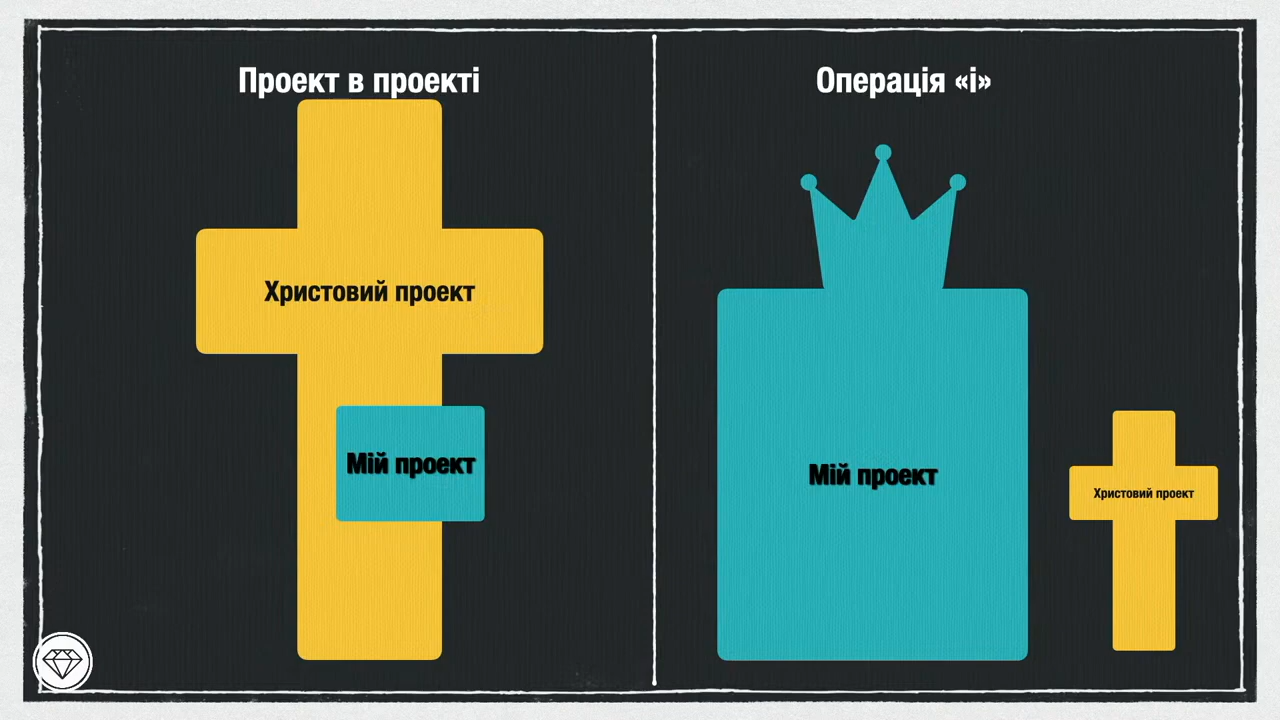 Проект в проекті
Христовий проект
Мій проект
Операція «і»
Мій проект
Христовий проект